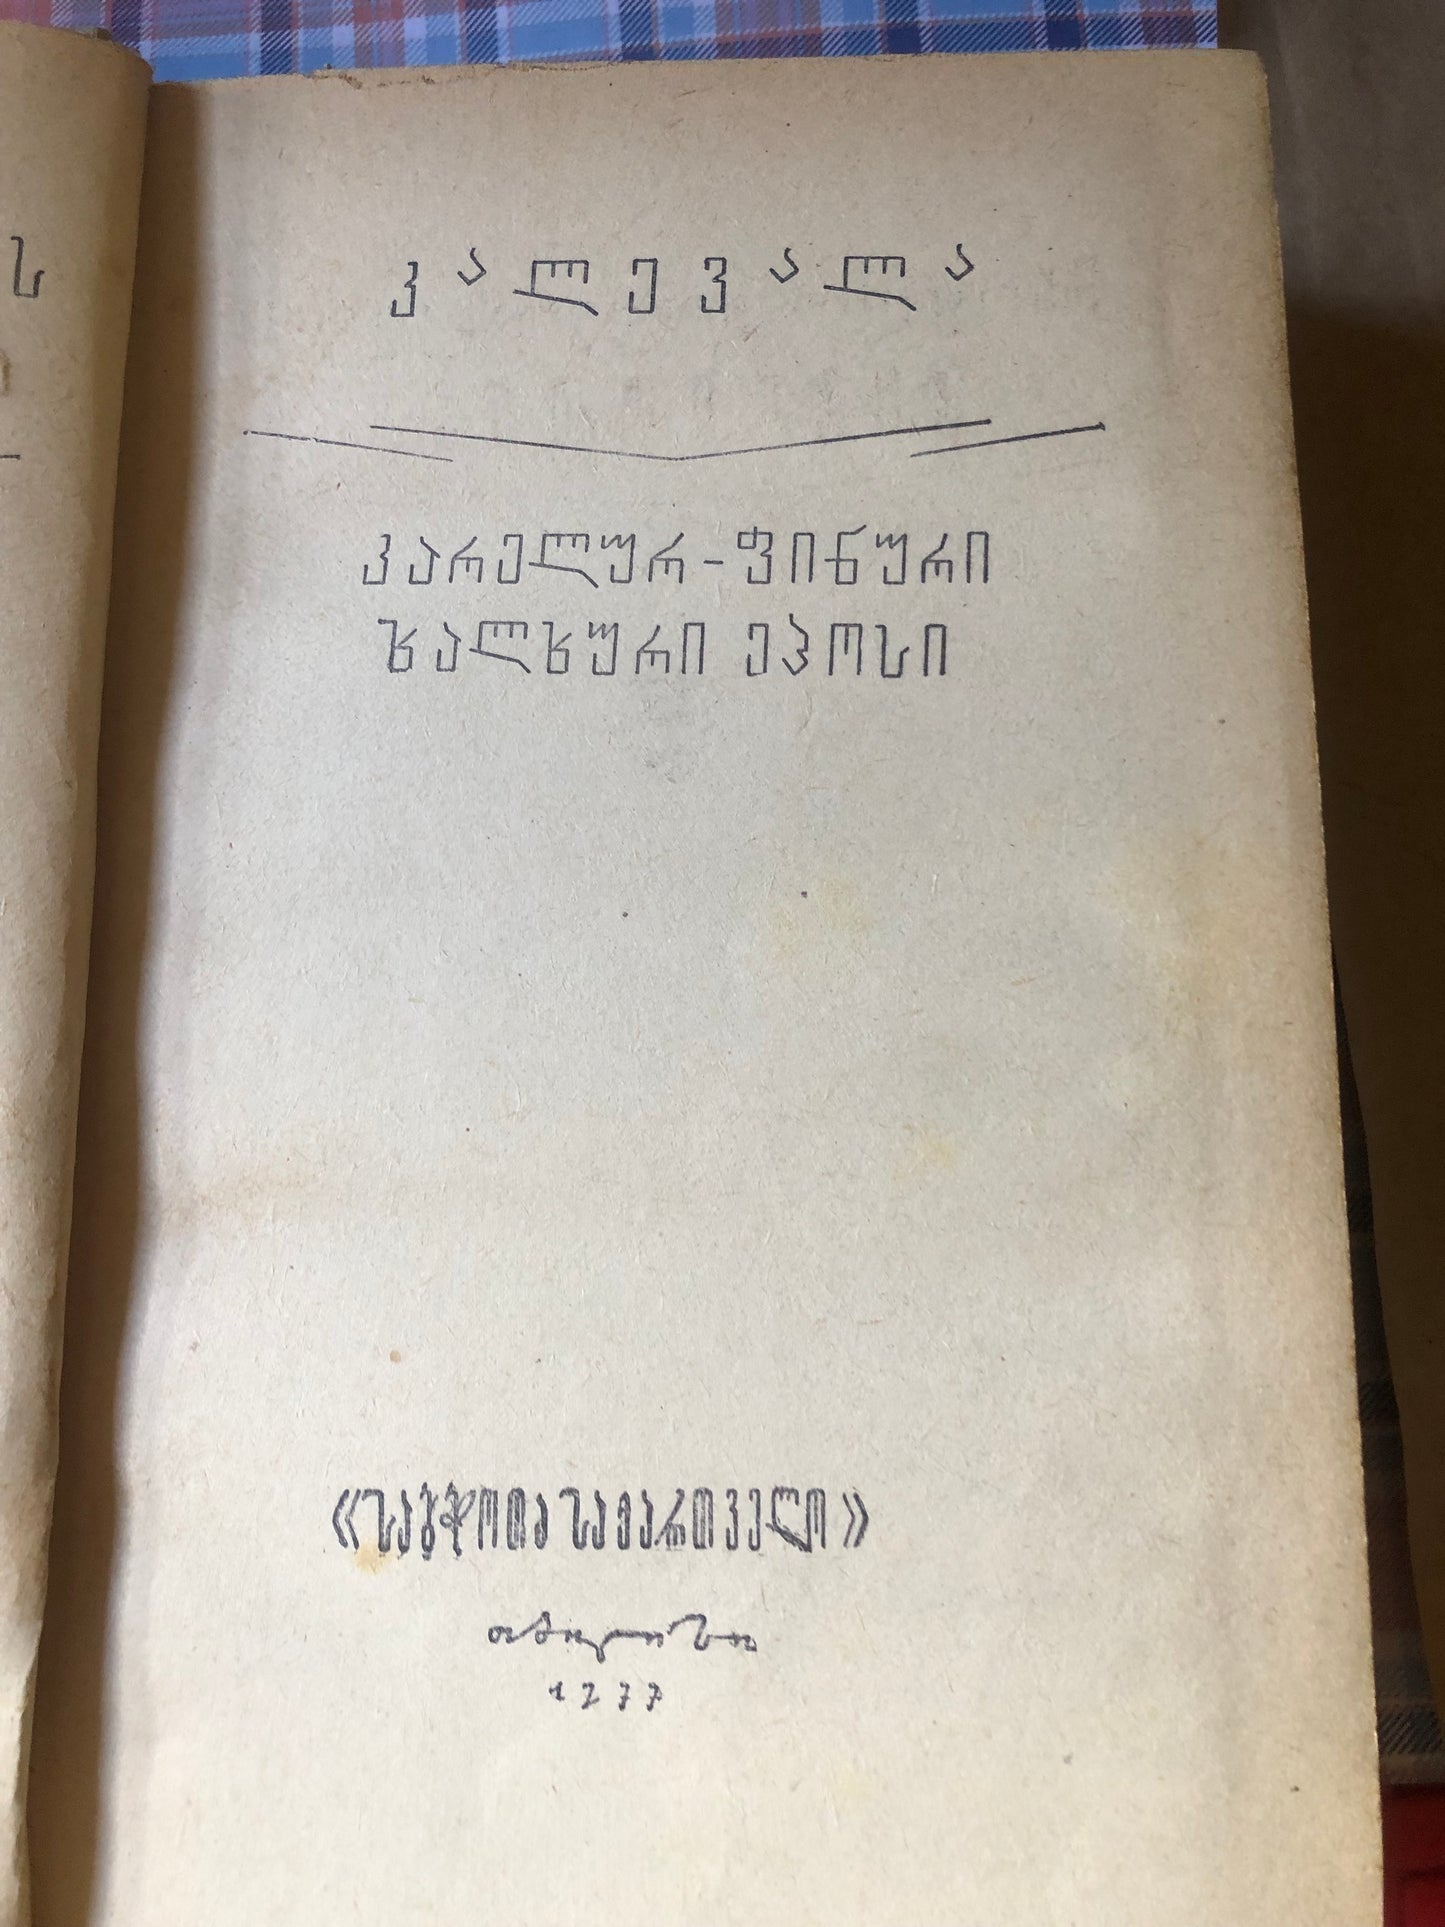 კალევალა
კარელურ-ფინური
ხალხური ეპოსი
«საბჭოთა საქართველო»
თბილისი